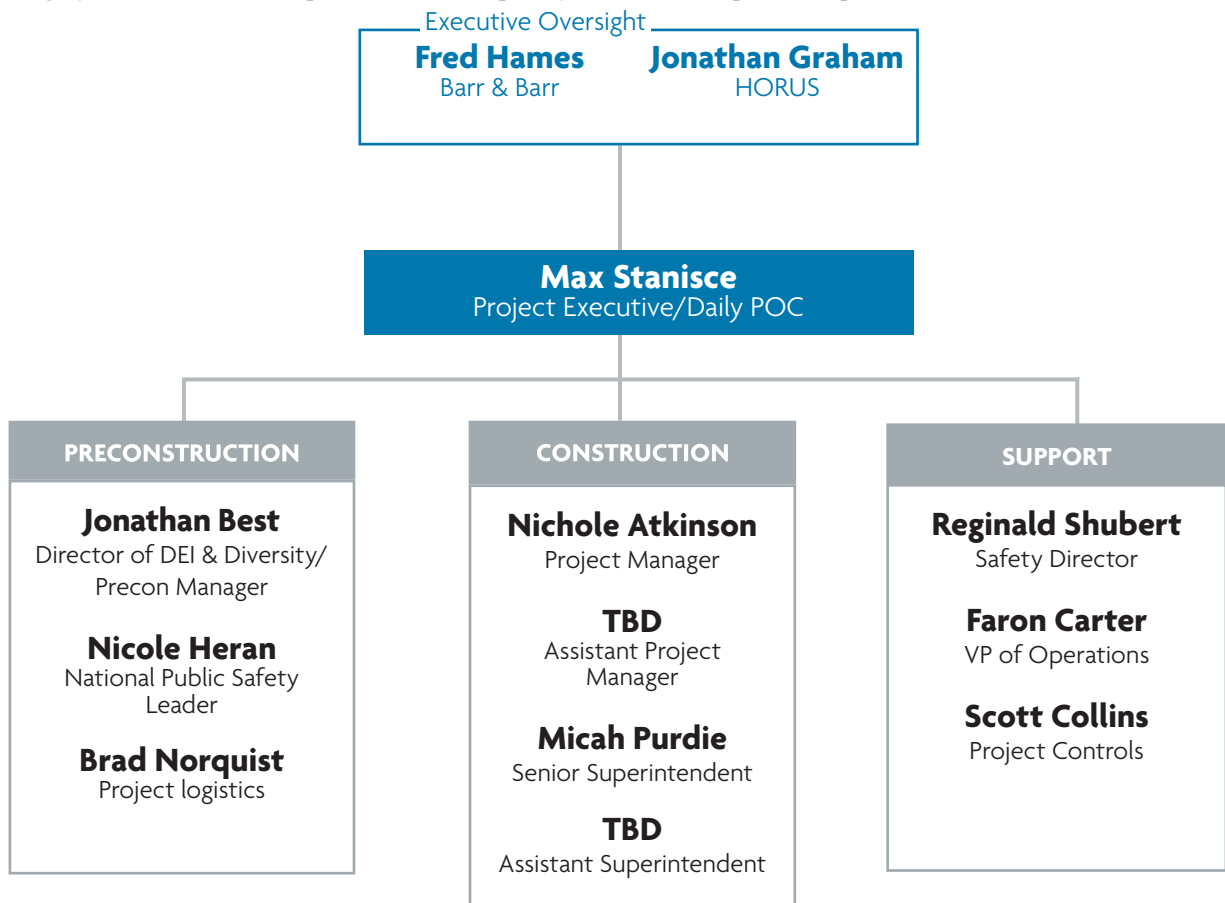 Executive Oversight
Fred Hames
Barr & Barr
Jonathan Graham
HORUS
Max Stanisce
Project Executive/Daily POC
PRECONSTRUCTION
Jonathan Best
Director of DEI & Diversity/
Precon Manager
Nicole Heran
National Public Safety
Leader
Brad Norquist
Project logistics
CONSTRUCTION
Nichole Atkinson
Project Manager
TBD
Assistant Project
Manager
Micah Purdie
Senior Superintendent
TBD
Assistant Superintendent
SUPPORT
Reginald Shubert
Safety Director
Faron Carter
VP of Operations
Scott Collins
Project Controls